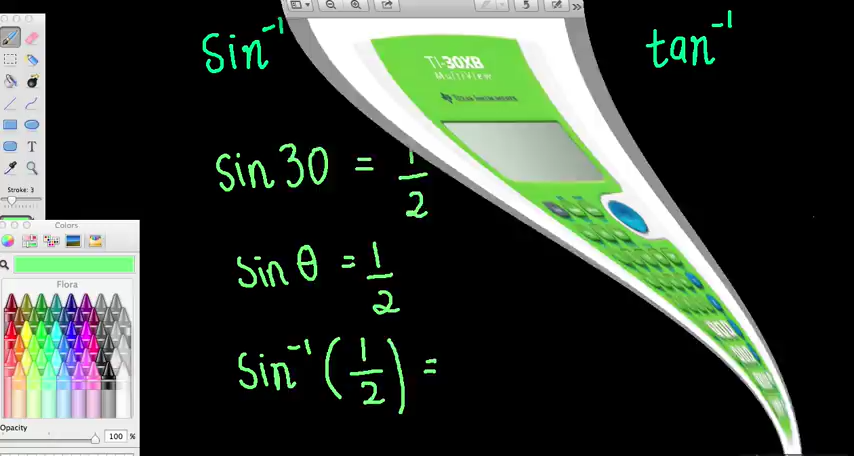 5
sin⁻¹
tan⁻¹
TI-30XB
MultiView
sin 30 = 1/2
sin θ = 1/2
sin⁻¹ (1/2) =
Stroke: 3
Colors
Flora
Opacity
100 %